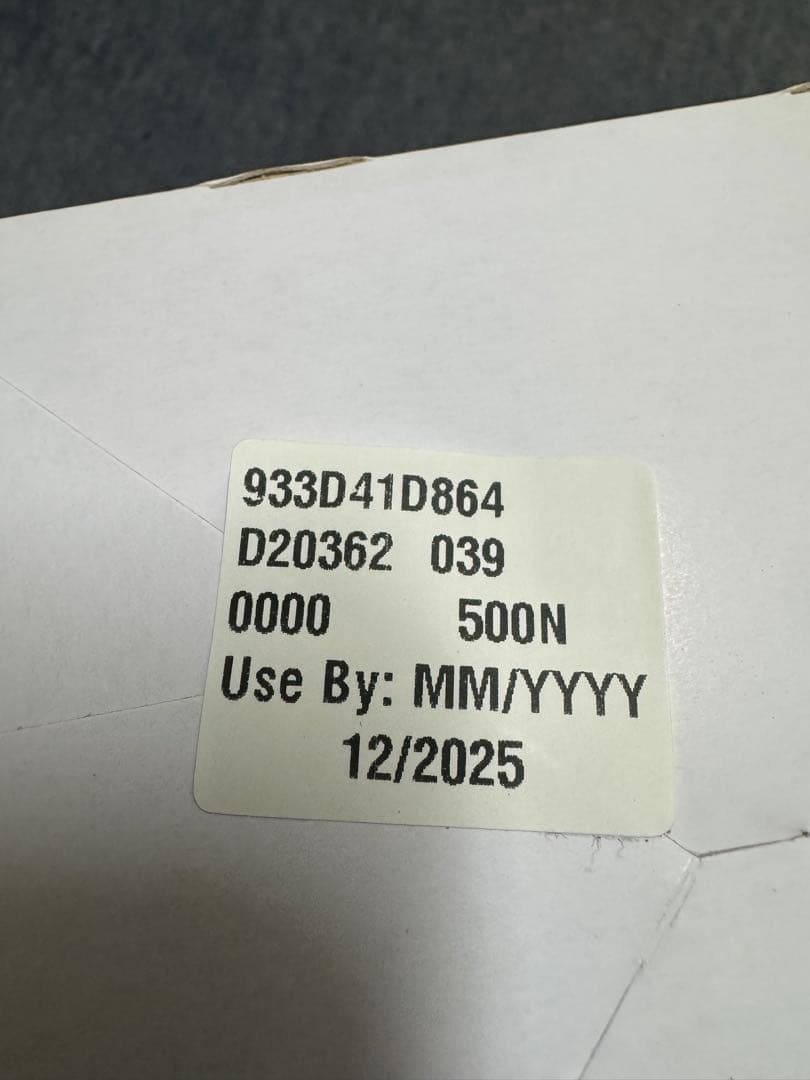 933D41D864
D20362 039
0000 500N
Use By: MM/YYYY
12/2025